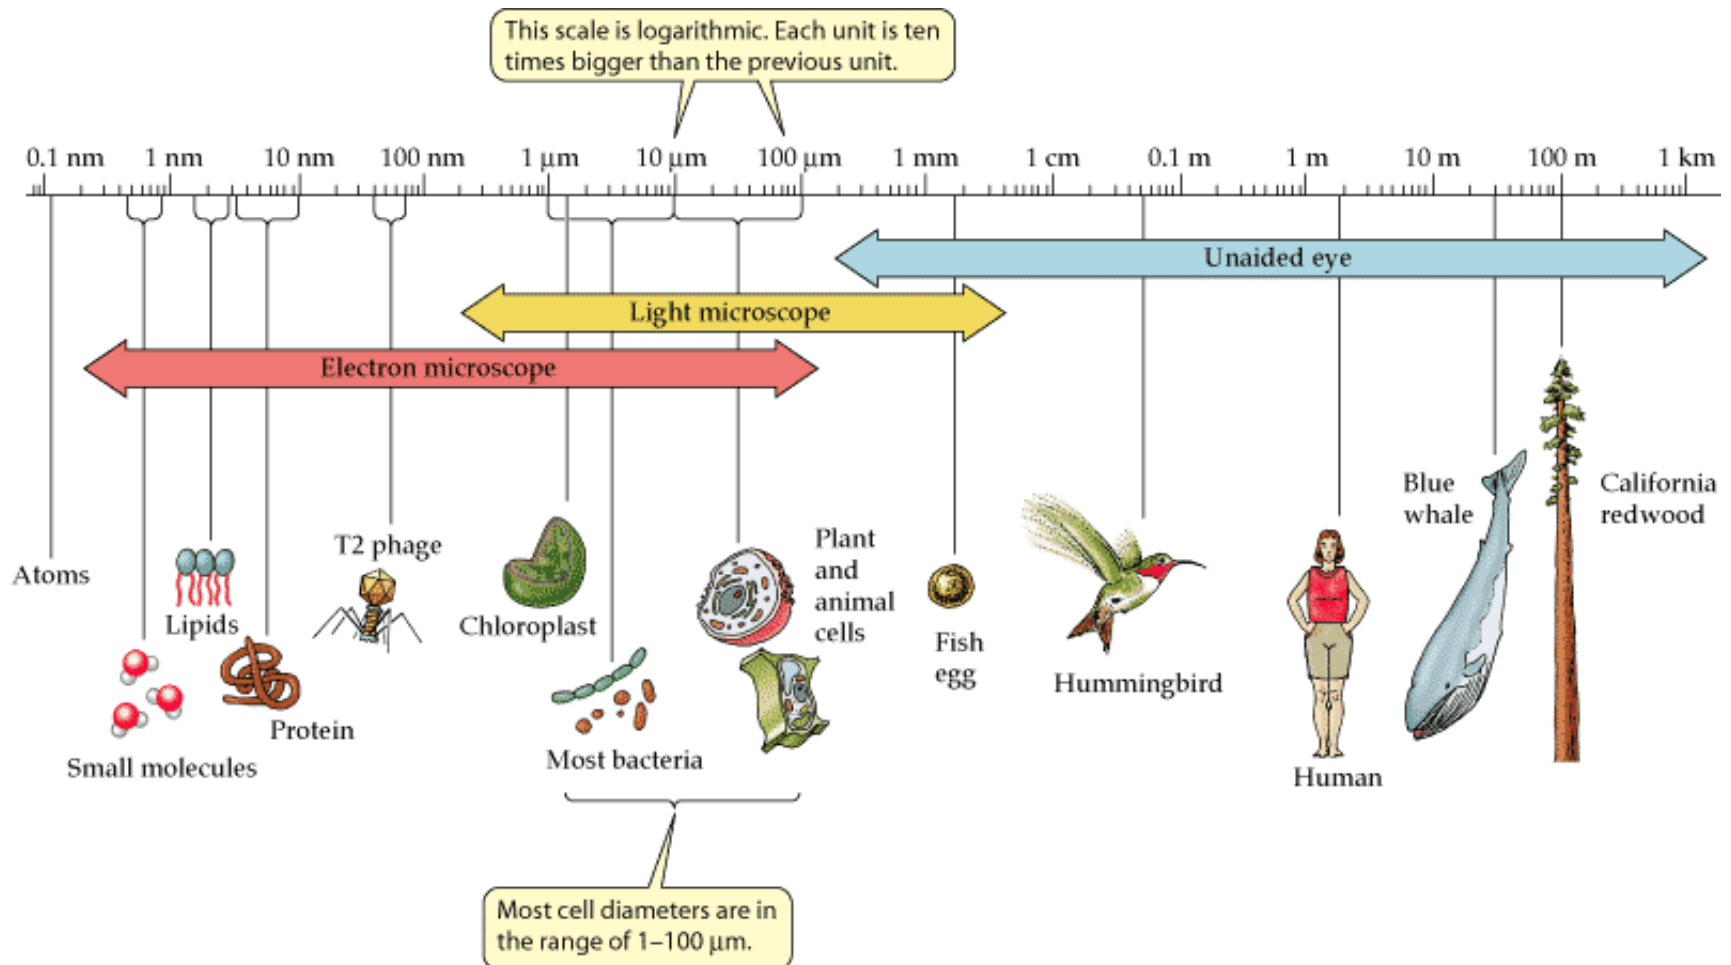 This scale is logarithmic. Each unit is ten
times bigger than the previous unit.
0.1 nm 1 nm 10 nm 100 nm 1 μm 10 μm 100 μm 1 mm 1 cm 0.1 m 1 m 10 m 100 m 1 km
Unaided eye
Light microscope
Electron microscope
Atoms
Small molecules
Lipids
Protein
T2 phage
Chloroplast
Most bacteria
Plant
and
animal
cells
Fish
egg
Hummingbird
Human
Blue
whale
California
redwood
Most cell diameters are in
the range of 1–100 μm.